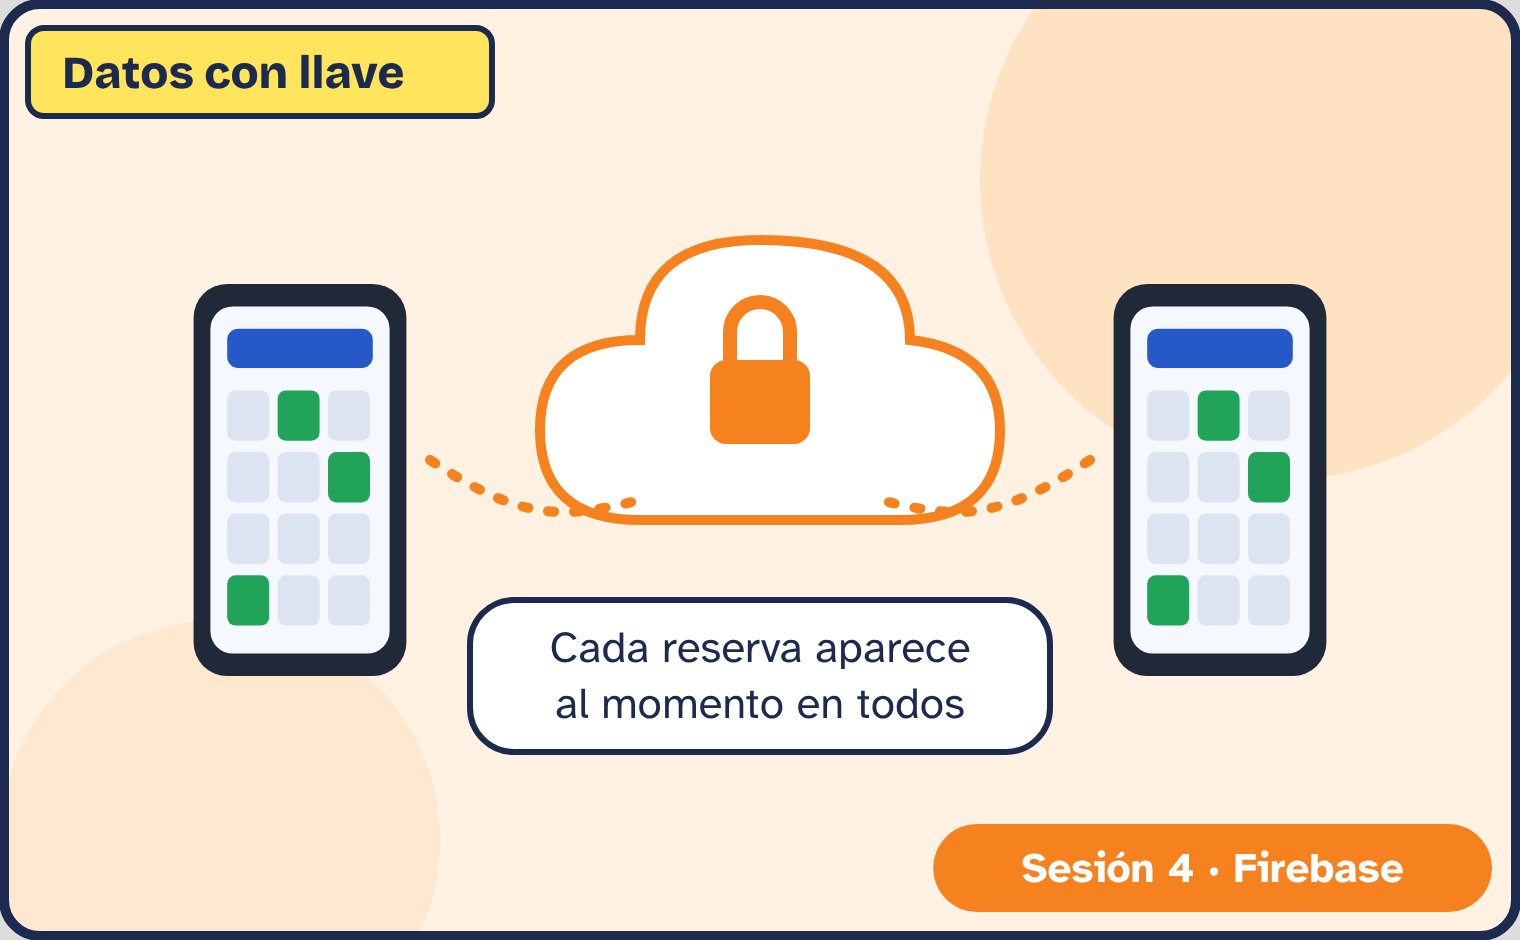 Datos con llave
Cada reserva aparece
al momento en todos
Sesión 4 · Firebase